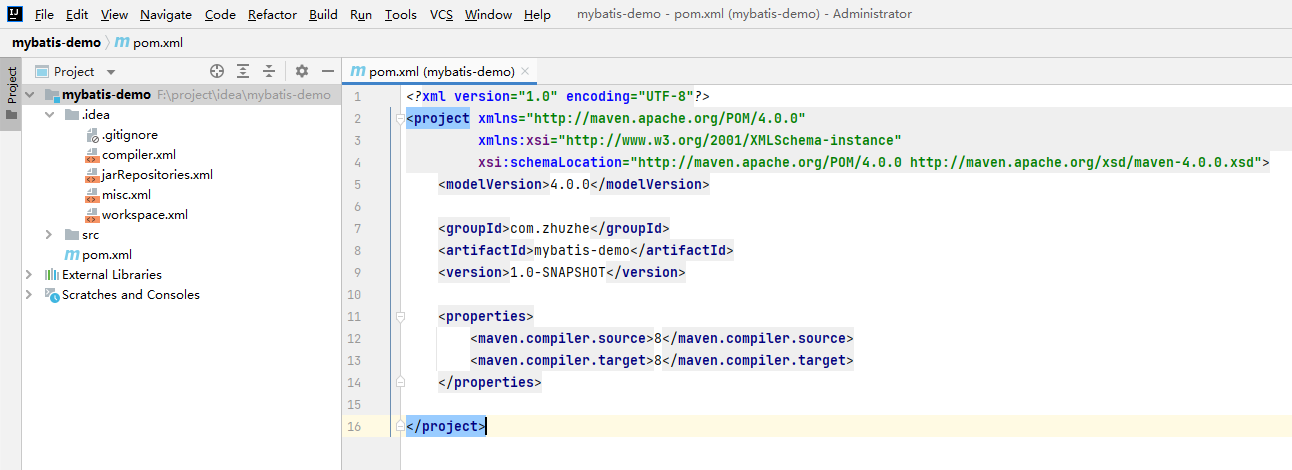 File Edit View Navigate Code Refactor Build Run Tools VCS Window Help mybatis-demo - pom.xml (mybatis-demo) - Administrator
mybatis-demo pom.xml
Project
Project
pom.xml (mybatis-demo)
mybatis-demo F:\project\idea\mybatis-demo
.idea
.gitignore
compiler.xml
jarRepositories.xml
misc.xml
workspace.xml
src
pom.xml
External Libraries
Scratches and Consoles
1 <?xml version="1.0" encoding="UTF-8"?>
2 <project xmlns="http://maven.apache.org/POM/4.0.0"
3 xmlns:xsi="http://www.w3.org/2001/XMLSchema-instance"
4 xsi:schemaLocation="http://maven.apache.org/POM/4.0.0 http://maven.apache.org/xsd/maven-4.0.0.xsd">
5 <modelVersion>4.0.0</modelVersion>
6
7 <groupId>com.zhuzhe</groupId>
8 <artifactId>mybatis-demo</artifactId>
9 <version>1.0-SNAPSHOT</version>
10
11 <properties>
12 <maven.compiler.source>8</maven.compiler.source>
13 <maven.compiler.target>8</maven.compiler.target>
14 </properties>
15
16 </project>